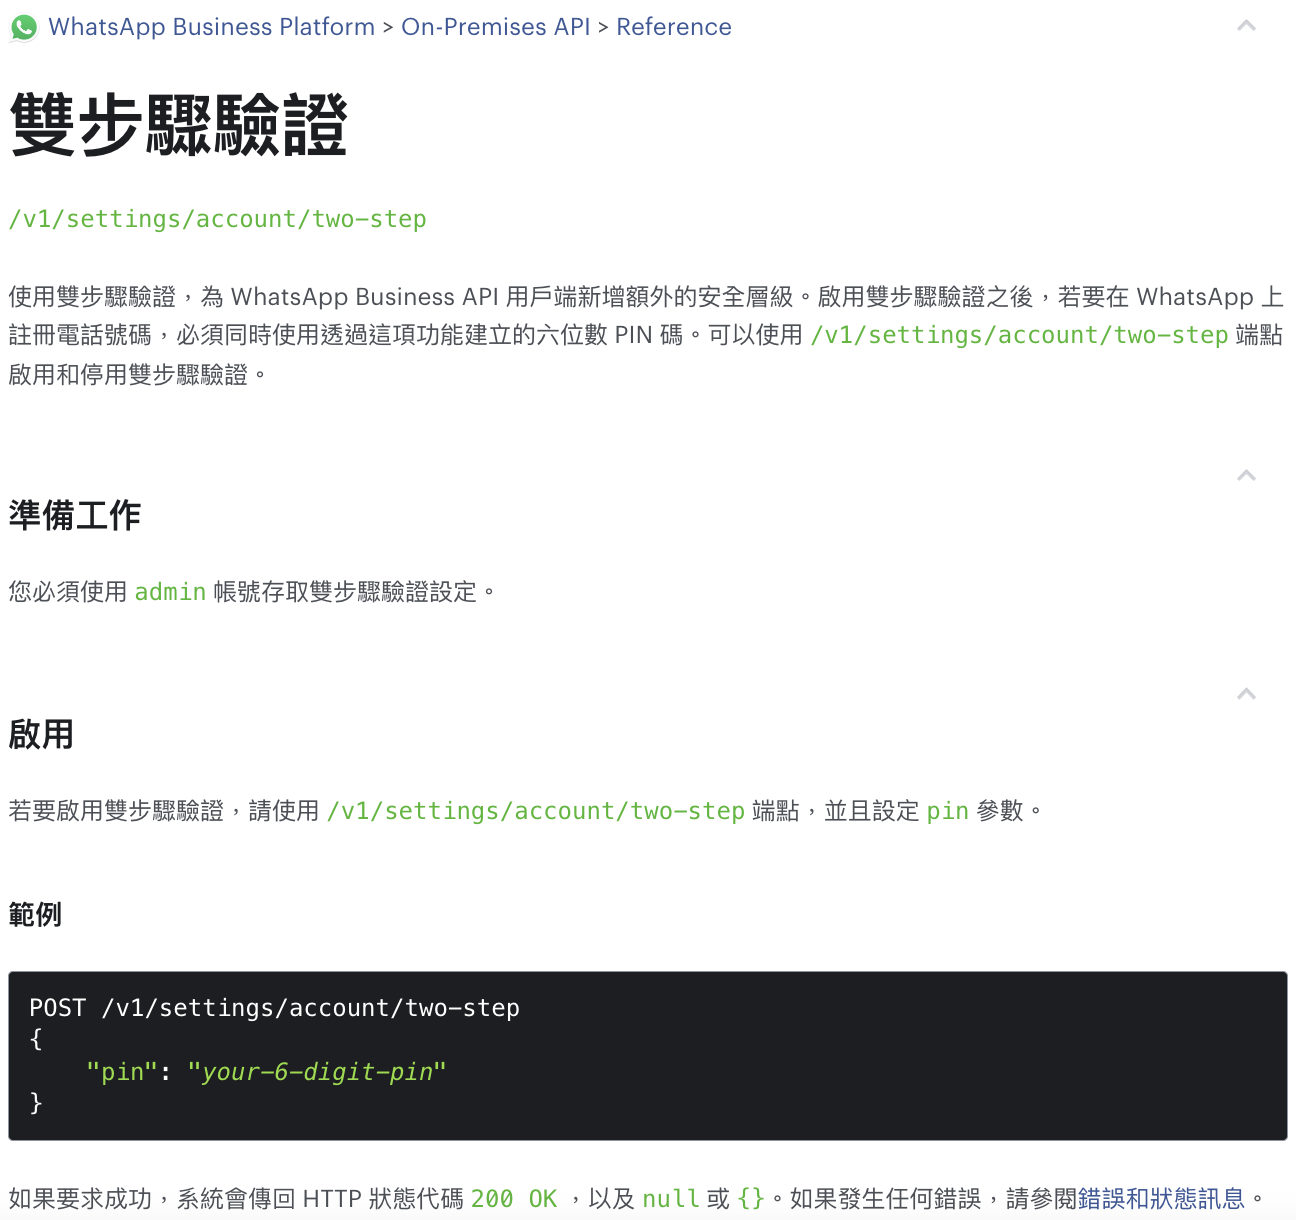 WhatsApp Business Platform > On-Premises API > Reference
雙步驟驗證
/v1/settings/account/two-step
使用雙步驟驗證，為 WhatsApp Business API 用戶端新增額外的安全層級。啟用雙步驟驗證之後，若要在 WhatsApp 上
註冊電話號碼，必須同時使用透過這項功能建立的六位數 PIN 碼。可以使用 /v1/settings/account/two-step 端點
啟用和停用雙步驟驗證。
準備工作
您必須使用 admin 帳號存取雙步驟驗證設定。
啟用
若要啟用雙步驟驗證，請使用 /v1/settings/account/two-step 端點，並且設定 pin 參數。
範例
POST /v1/settings/account/two-step
{
    "pin": "your-6-digit-pin"
}
如果要求成功，系統會傳回 HTTP 狀態代碼 200 OK ，以及 null 或 {}。如果發生任何錯誤，請參閱錯誤和狀態訊息。